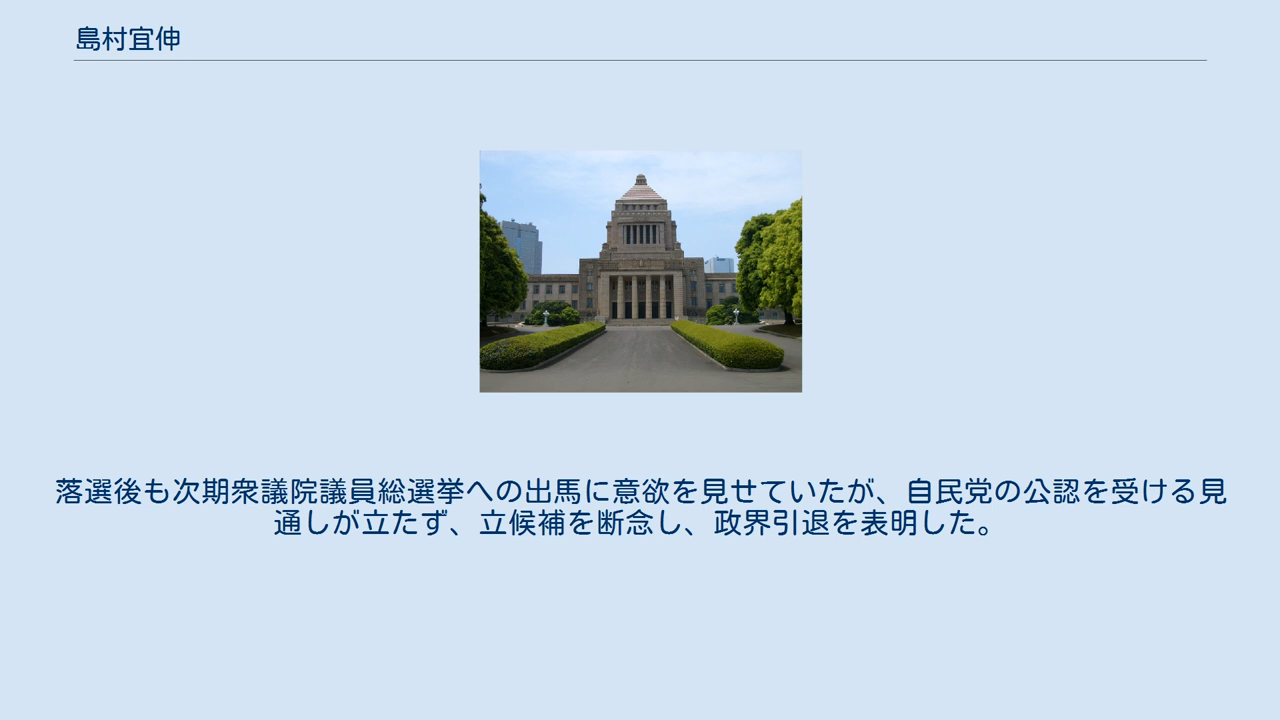 島村宜伸
落選後も次期衆議院議員総選挙への出馬に意欲を見せていたが、自民党の公認を受ける見
通しが立たず、立候補を断念し、政界引退を表明した。